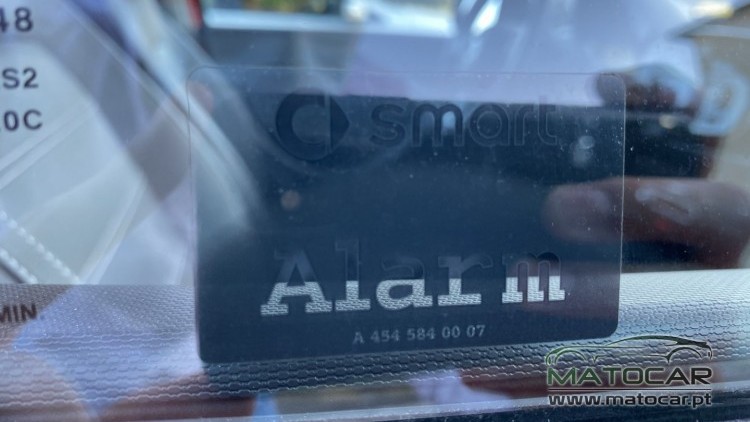 48
S2
0C
smart
Alarm
A 454 584 00 07
MIN
MATOCAR
www.matocar.pt